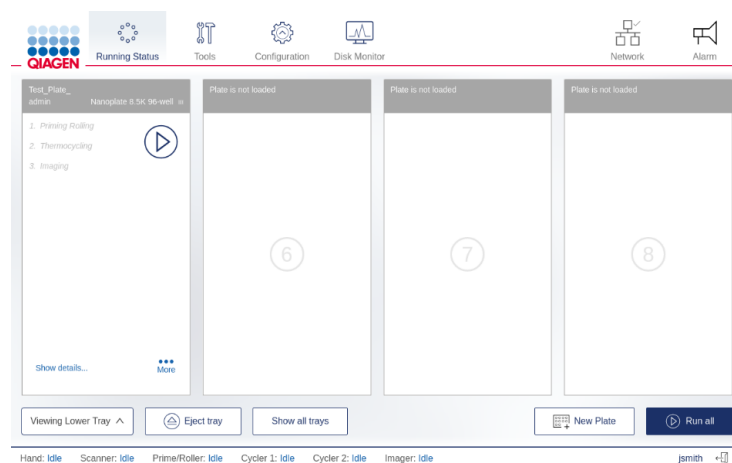 QIAGEN
Running Status
Tools
Configuration
Disk Monitor
Network
Alarm
Test_Plate_
admin Nanoplate 8.5K 96-well
Plate is not loaded
Plate is not loaded
Plate is not loaded
1. Priming Rolling
2. Thermocycling
3. Imaging
6
7
8
Show details...
More
Viewing Lower Tray
Eject tray
Show all trays
New Plate
Run all
Hand: Idle Scanner: Idle Prime/Roller: Idle Cycler 1: Idle Cycler 2: Idle Imager: Idle jsmith